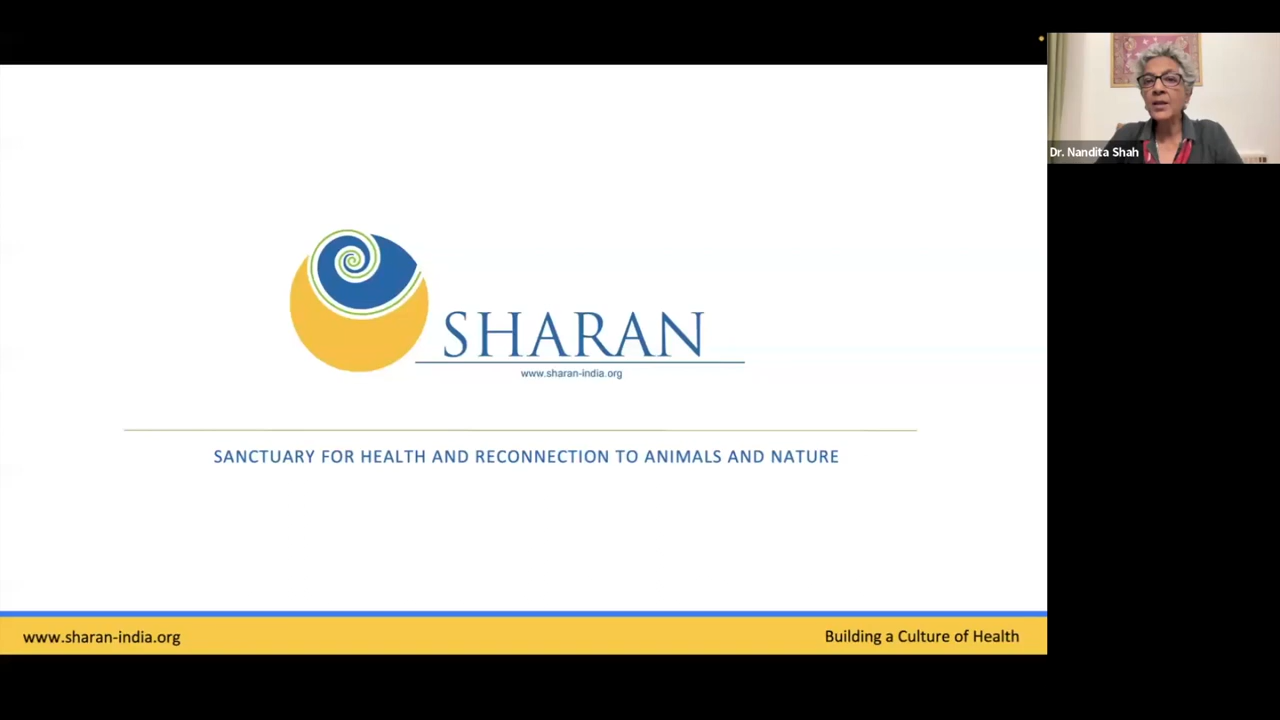 Dr. Nandita Shah
SHARAN
www.sharan-india.org
SANCTUARY FOR HEALTH AND RECONNECTION TO ANIMALS AND NATURE
www.sharan-india.org
Building a Culture of Health